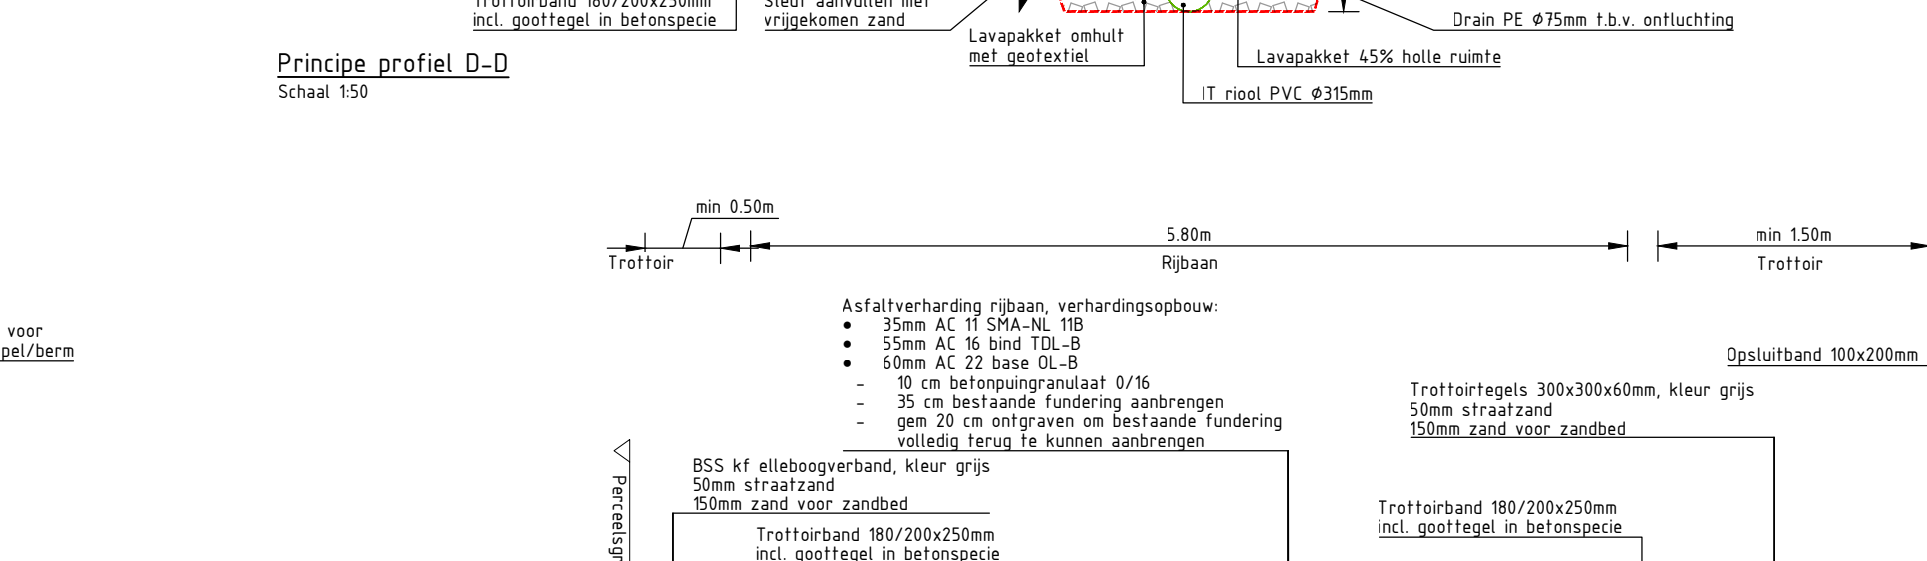 Trottoirband 180/200x250mm
incl. goottegel in betonspecie
Sleuf aanvullen met
vrijgekomen zand
Lavapakket omhult
met geotextiel
Drain PE Ø75mm t.b.v. ontluchting
Lavapakket 45% holle ruimte
IT riool PVC Ø315mm
Principe profiel D-D
Schaal 1:50
min 0.50m
5.80m
min 1.50m
Trottoir
Rijbaan
Trottoir
voor
pel/berm
Asfaltverharding rijbaan, verhardingsopbouw:
• 35mm AC 11 SMA-NL 11B
• 55mm AC 16 bind TDL-B
• 60mm AC 22 base OL-B
- 10 cm betonpuingranulaat 0/16
- 35 cm bestaande fundering aanbrengen
- gem 20 cm ontgraven om bestaande fundering
volledig terug te kunnen aanbrengen
Opsluitband 100x200mm
Trottoirtegels 300x300x60mm, kleur grijs
50mm straatzand
150mm zand voor zandbed
BSS kf elleboogverband, kleur grijs
50mm straatzand
150mm zand voor zandbed
Perceelsgr
Trottoirband 180/200x250mm
incl. goottegel in betonspecie
Trottoirband 180/200x250mm
incl. goottegel in betonspecie